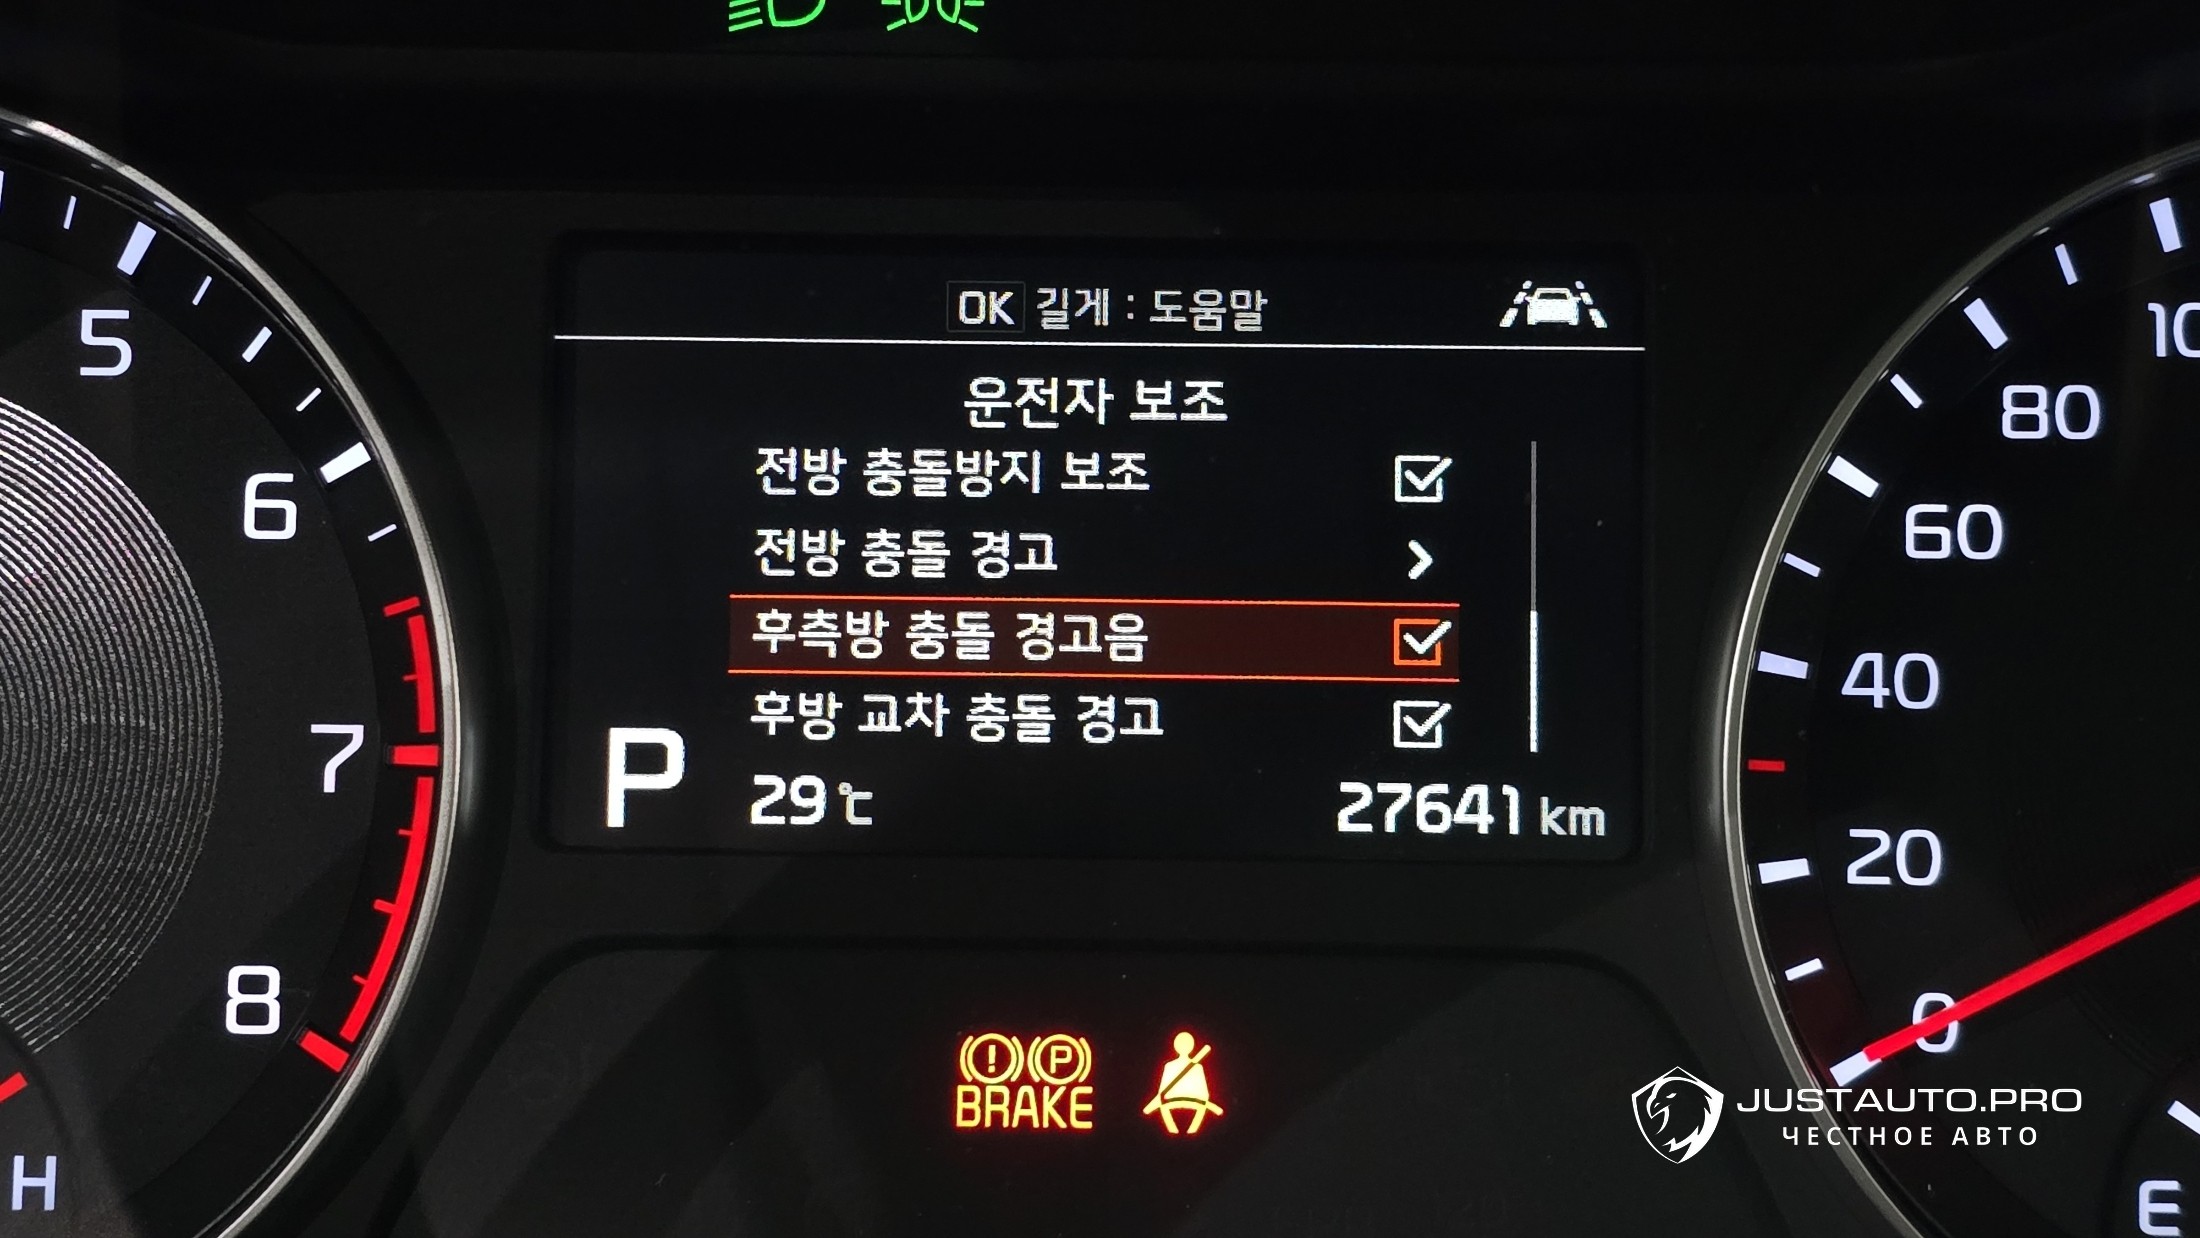 OK 길게 : 도움말
운전자 보조
전방 충돌방지 보조
전방 충돌 경고
후측방 충돌 경고음
후방 교차 충돌 경고
P 29℃ 27641 km
5
6
7
8
H
10
80
60
40
20
0
E
! P
BRAKE
JUSTAUTO.PRO
ЧЕСТНОЕ АВТО